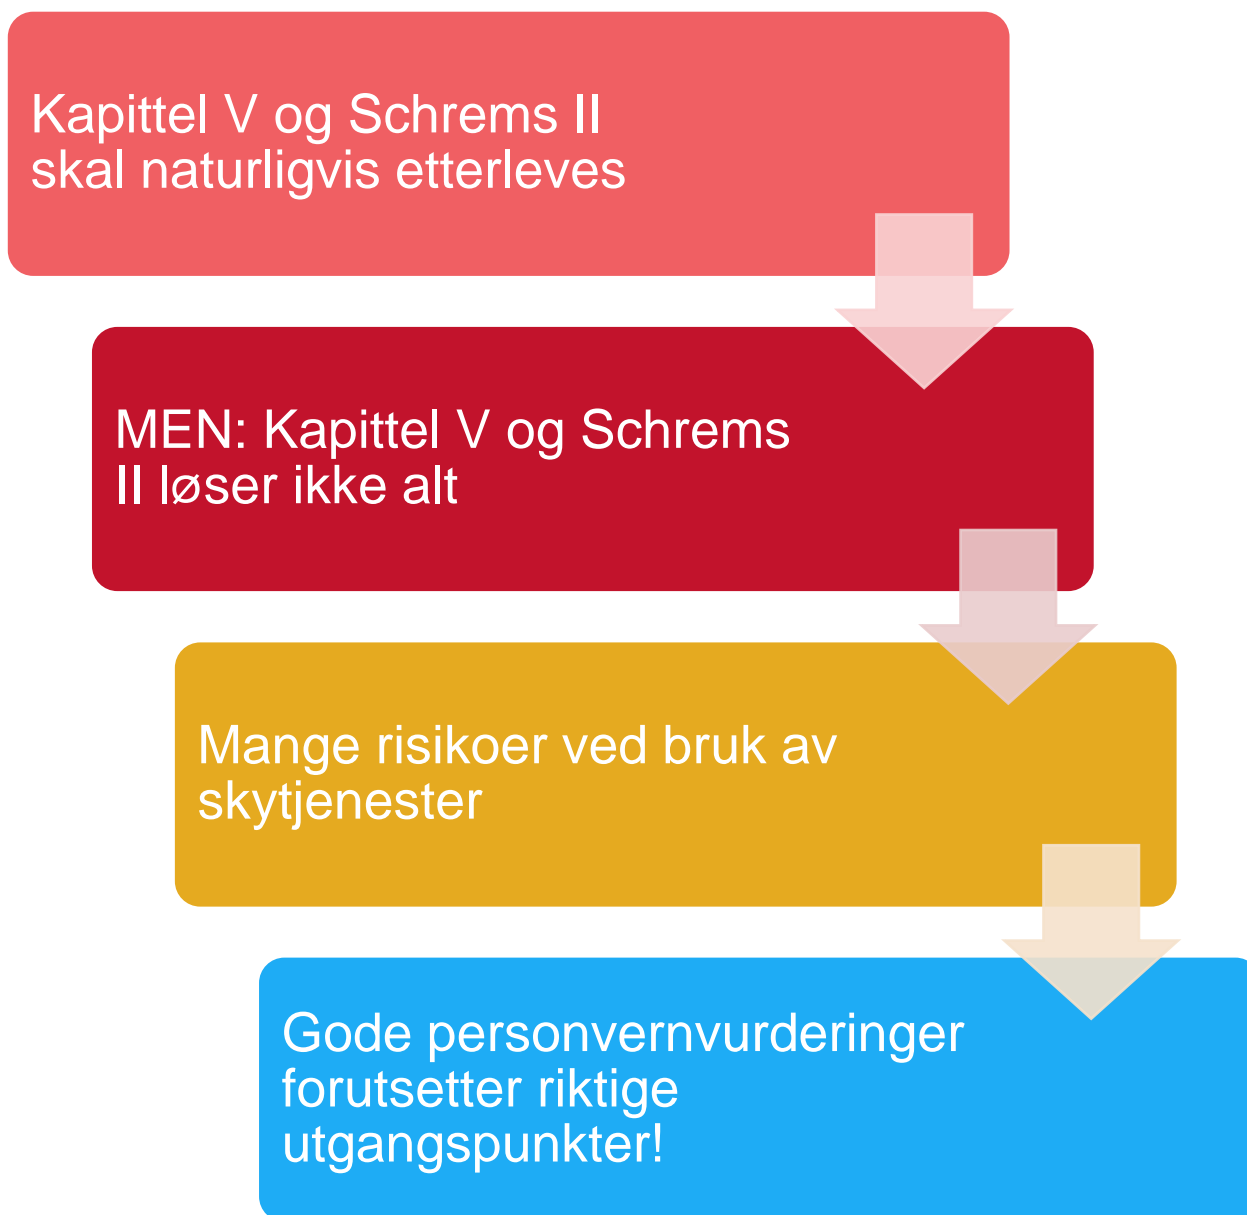 Kapittel V og Schrems II
skal naturligvis etterleves
MEN: Kapittel V og Schrems
II løser ikke alt
Mange risikoer ved bruk av
skytjenester
Gode personvernvurderinger
forutsetter riktige
utgangspunkter!